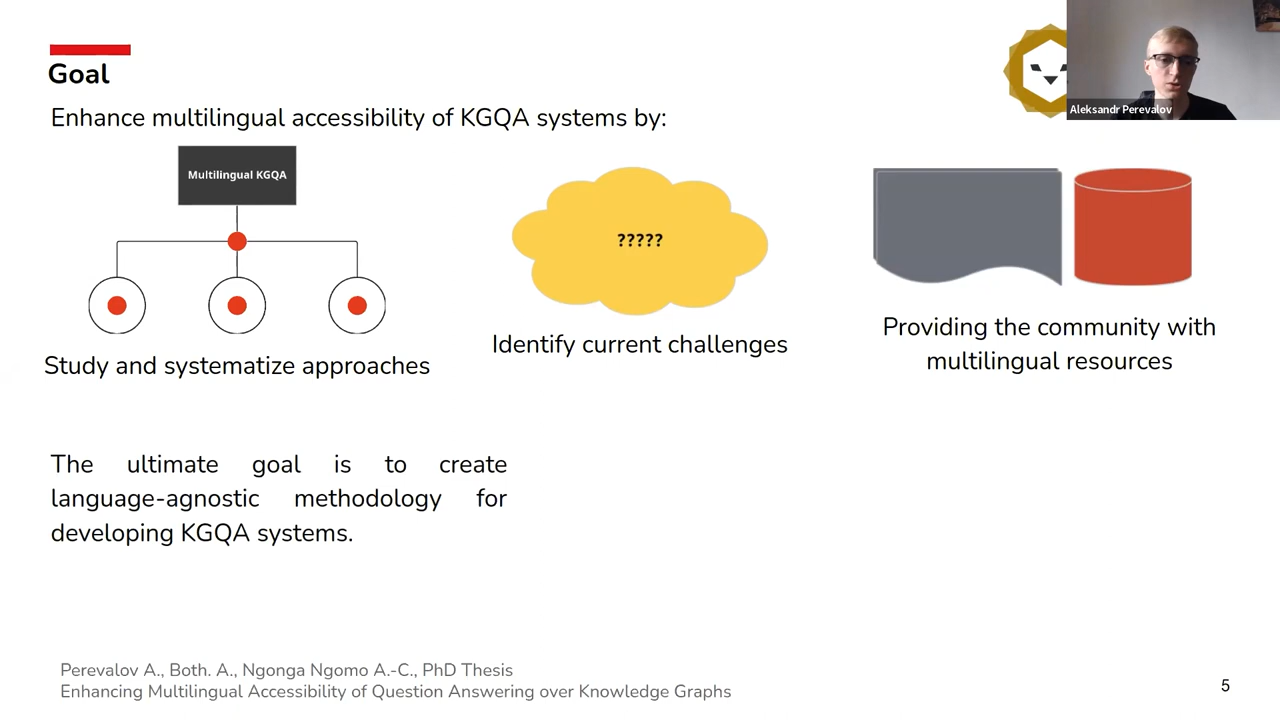 Goal
Aleksandr Perevalov
Enhance multilingual accessibility of KGQA systems by:
Multilingual KGQA
Study and systematize approaches
?????
Identify current challenges
Providing the community with
multilingual resources
The ultimate goal is to create
language-agnostic methodology for
developing KGQA systems.
Perevalov A., Both. A., Ngonga Ngomo A.-C., PhD Thesis
Enhancing Multilingual Accessibility of Question Answering over Knowledge Graphs
5